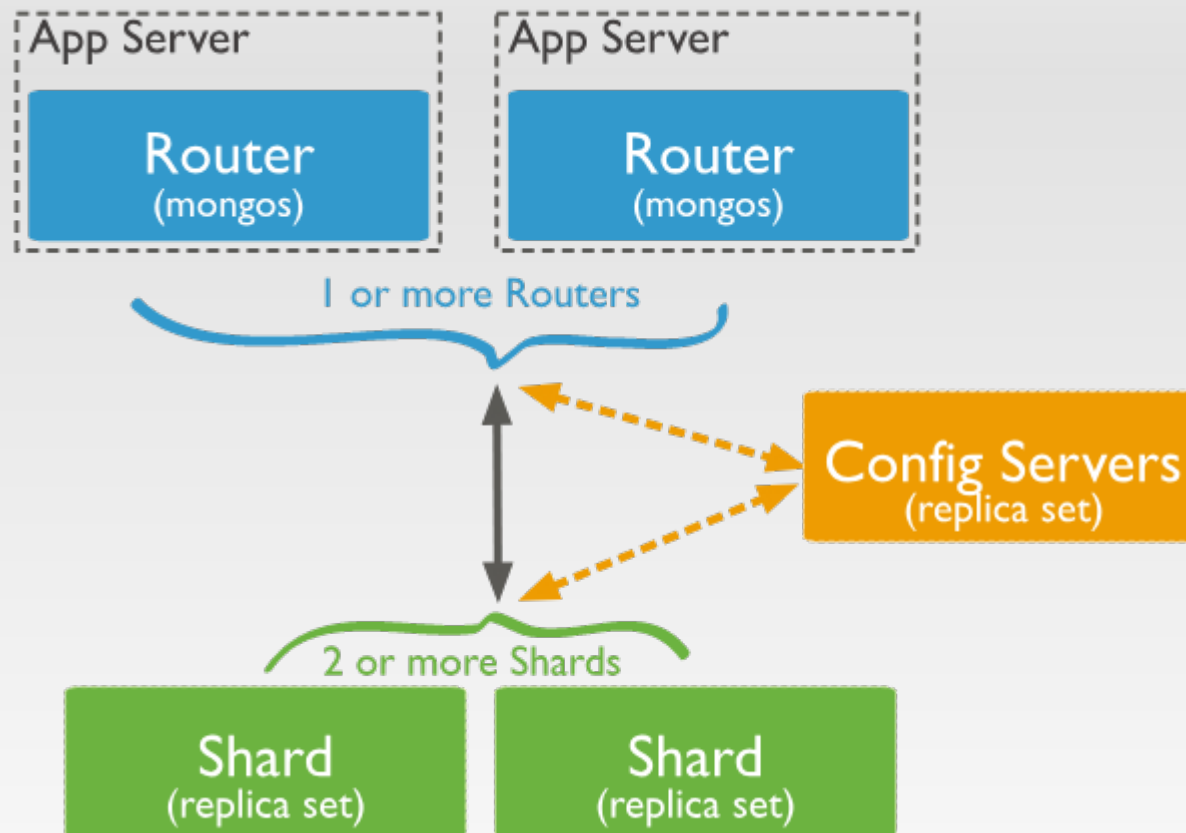 App Server
App Server
Router
(mongos)
Router
(mongos)
1 or more Routers
Config Servers
(replica set)
2 or more Shards
Shard
(replica set)
Shard
(replica set)